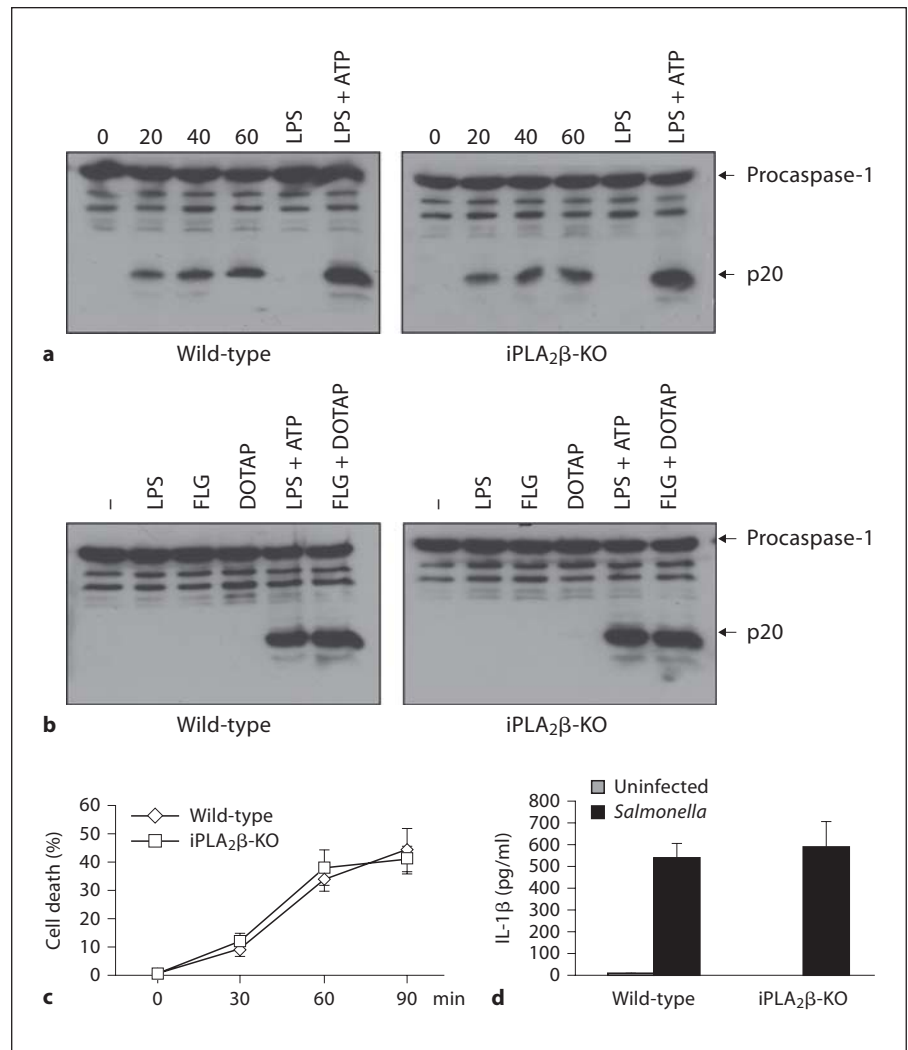 0 20 40 60 LPS LPS + ATP 0 20 40 60 LPS LPS + ATP
Procaspase-1
p20
a Wild-type iPLA₂β-KO
– LPS FLG DOTAP LPS + ATP FLG + DOTAP – LPS FLG DOTAP LPS + ATP FLG + DOTAP
Procaspase-1
p20
b Wild-type iPLA₂β-KO
Cell death (%)
60
50
40
30
20
10
0
Wild-type
iPLA₂β-KO
0 30 60 90 min
c
IL-1β (pg/ml)
Uninfected
Salmonella
800
700
600
500
400
300
200
100
0
Wild-type iPLA₂β-KO
d